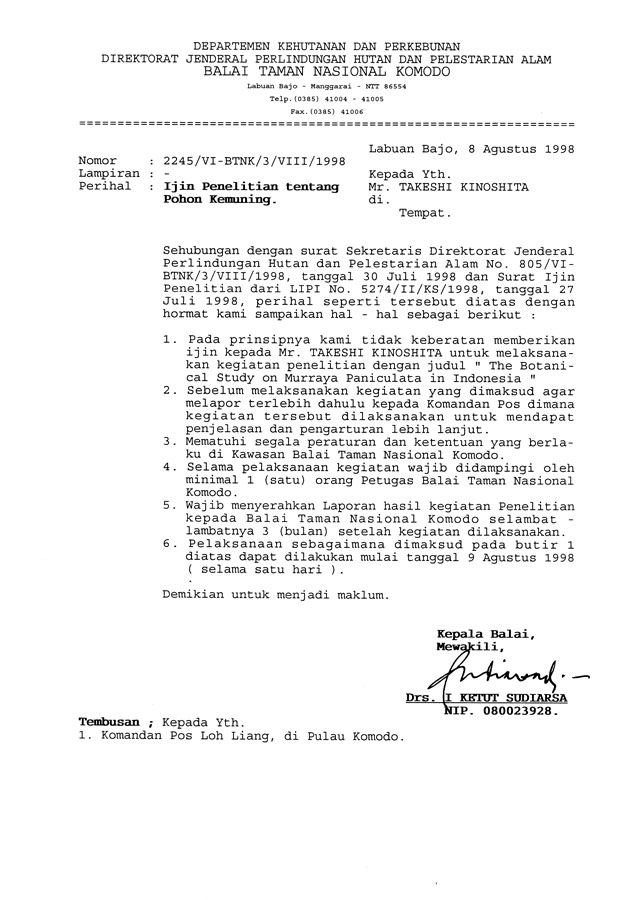 DEPARTEMEN KEHUTANAN DAN PERKEBUNAN
DIREKTORAT JENDERAL PERLINDUNGAN HUTAN DAN PELESTARIAN ALAM
BALAI TAMAN NASIONAL KOMODO
Labuan Bajo - Manggarai - NTT 86554
Telp.(0385) 41004 - 41005
Fax.(0385) 41006
=================================================================
Labuan Bajo, 8 Agustus 1998
Nomor : 2245/VI-BTNK/3/VIII/1998
Lampiran : -
Perihal : Ijin Penelitian tentang
Pohon Kemuning.
Kepada Yth.
Mr. TAKESHI KINOSHITA
di.
Tempat.
Sehubungan dengan surat Sekretaris Direktorat Jenderal
Perlindungan Hutan dan Pelestarian Alam No. 805/VI-
BTNK/3/VIII/1998, tanggal 30 Juli 1998 dan Surat Ijin
Penelitian dari LIPI No. 5274/II/KS/1998, tanggal 27
Juli 1998, perihal seperti tersebut diatas dengan
hormat kami sampaikan hal - hal sebagai berikut :
1. Pada prinsipnya kami tidak keberatan memberikan
ijin kepada Mr. TAKESHI KINOSHITA untuk melaksana-
kan kegiatan penelitian dengan judul " The Botani-
cal Study on Murraya Paniculata in Indonesia "
2. Sebelum melaksanakan kegiatan yang dimaksud agar
melapor terlebih dahulu kepada Komandan Pos dimana
kegiatan tersebut dilaksanakan untuk mendapat
penjelasan dan pengarturan lebih lanjut.
3. Mematuhi segala peraturan dan ketentuan yang berla-
ku di Kawasan Balai Taman Nasional Komodo.
4. Selama pelaksanaan kegiatan wajib didampingi oleh
minimal 1 (satu) orang Petugas Balai Taman Nasional
Komodo.
5. Wajib menyerahkan Laporan hasil kegiatan Penelitian
kepada Balai Taman Nasional Komodo selambat -
lambatnya 3 (bulan) setelah kegiatan dilaksanakan.
6. Pelaksanaan sebagaimana dimaksud pada butir 1
diatas dapat dilakukan mulai tanggal 9 Agustus 1998
( selama satu hari ).
Demikian untuk menjadi maklum.
Kepala Balai,
Mewakili,
Drs. I KETUT SUDIARSA
NIP. 080023928.
Tembusan ; Kepada Yth.
1. Komandan Pos Loh Liang, di Pulau Komodo.